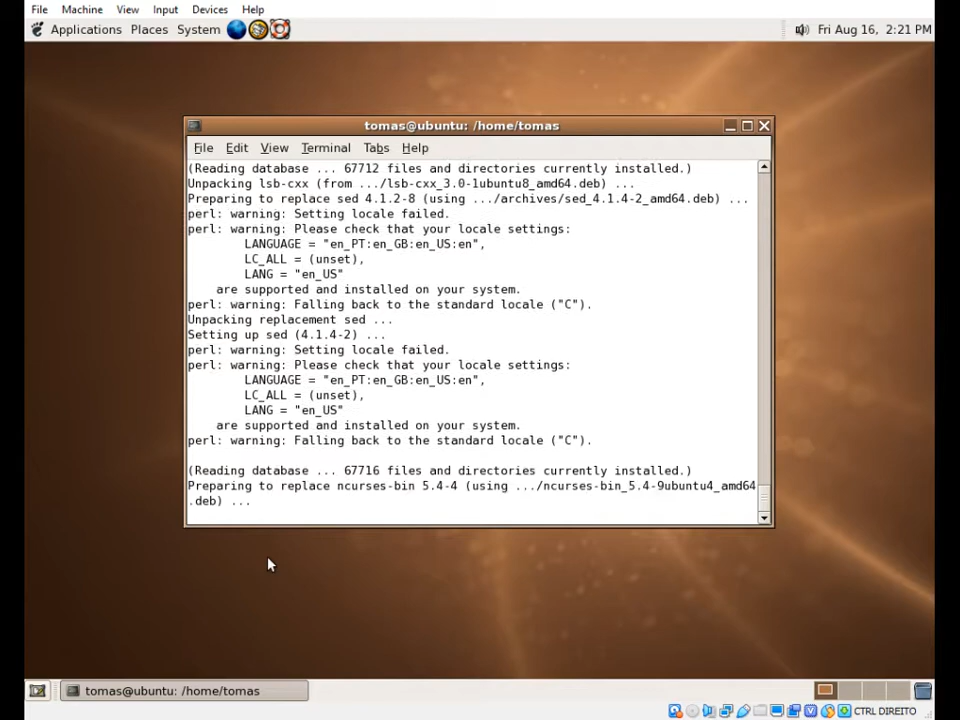 File Machine View Input Devices Help
Applications Places System Fri Aug 16, 2:21 PM
tomas@ubuntu: /home/tomas
File Edit View Terminal Tabs Help
(Reading database ... 67712 files and directories currently installed.)
Unpacking lsb-cxx (from .../lsb-cxx_3.0-1ubuntu8_amd64.deb) ...
Preparing to replace sed 4.1.2-8 (using .../archives/sed_4.1.4-2_amd64.deb) ...
perl: warning: Setting locale failed.
perl: warning: Please check that your locale settings:
LANGUAGE = "en_PT:en_GB:en_US:en",
LC_ALL = (unset),
LANG = "en_US"
are supported and installed on your system.
perl: warning: Falling back to the standard locale ("C").
Unpacking replacement sed ...
Setting up sed (4.1.4-2) ...
perl: warning: Setting locale failed.
perl: warning: Please check that your locale settings:
LANGUAGE = "en_PT:en_GB:en_US:en",
LC_ALL = (unset),
LANG = "en_US"
are supported and installed on your system.
perl: warning: Falling back to the standard locale ("C").
(Reading database ... 67716 files and directories currently installed.)
Preparing to replace ncurses-bin 5.4-4 (using .../ncurses-bin_5.4-9ubuntu4_amd64
.deb) ...
tomas@ubuntu: /home/tomas
CTRL DIREITO